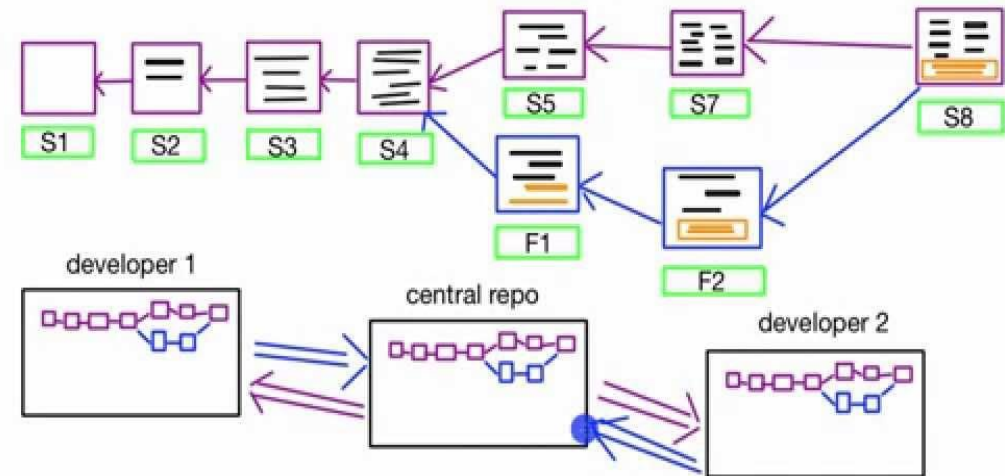 S1
S2
S3
S4
S5
S7
S8
F1
F2
developer 1
central repo
developer 2